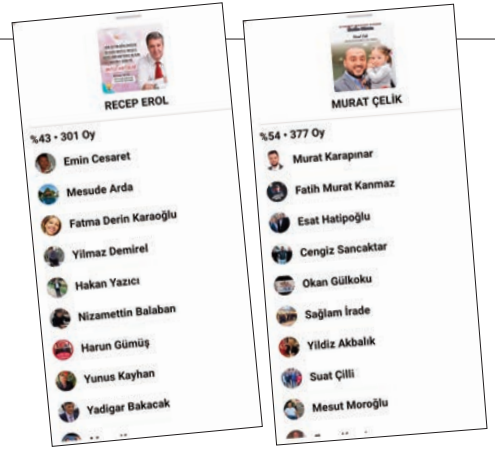 RECEP EROL
%43 • 301 Oy
Emin Cesaret
Mesude Arda
Fatma Derin Karaoğlu
Yilmaz Demirel
Hakan Yazıcı
Nizamettin Balaban
Harun Gümüş
Yunus Kayhan
Yadigar Bakacak
MURAT ÇELİK
%54 • 377 Oy
Murat Karapınar
Fatih Murat Kanmaz
Esat Hatipoğlu
Cengiz Sancaktar
Okan Gülkoku
Sağlam İrade
Yildiz Akbalık
Suat Çilli
Mesut Moroğlu